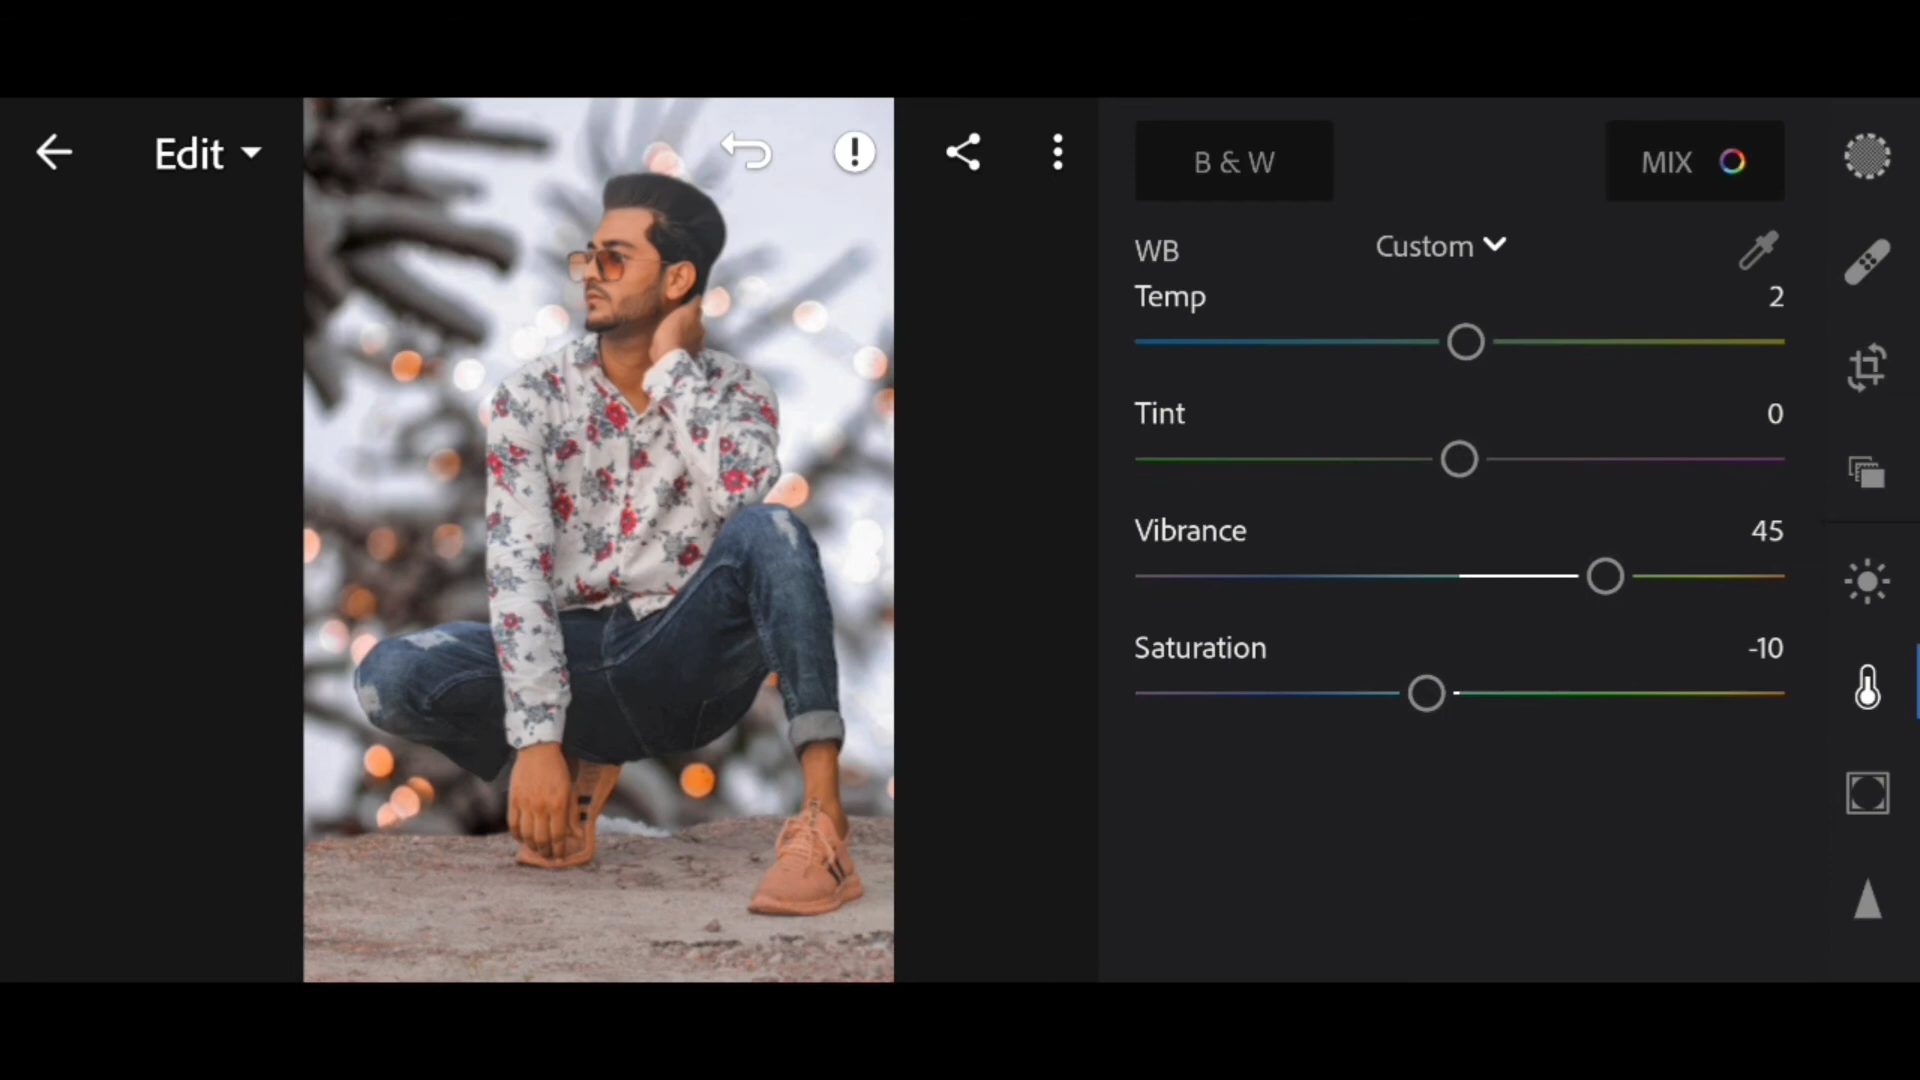 Edit
B & W
MIX
WB
Custom
Temp
2
Tint
0
Vibrance
45
Saturation
-10